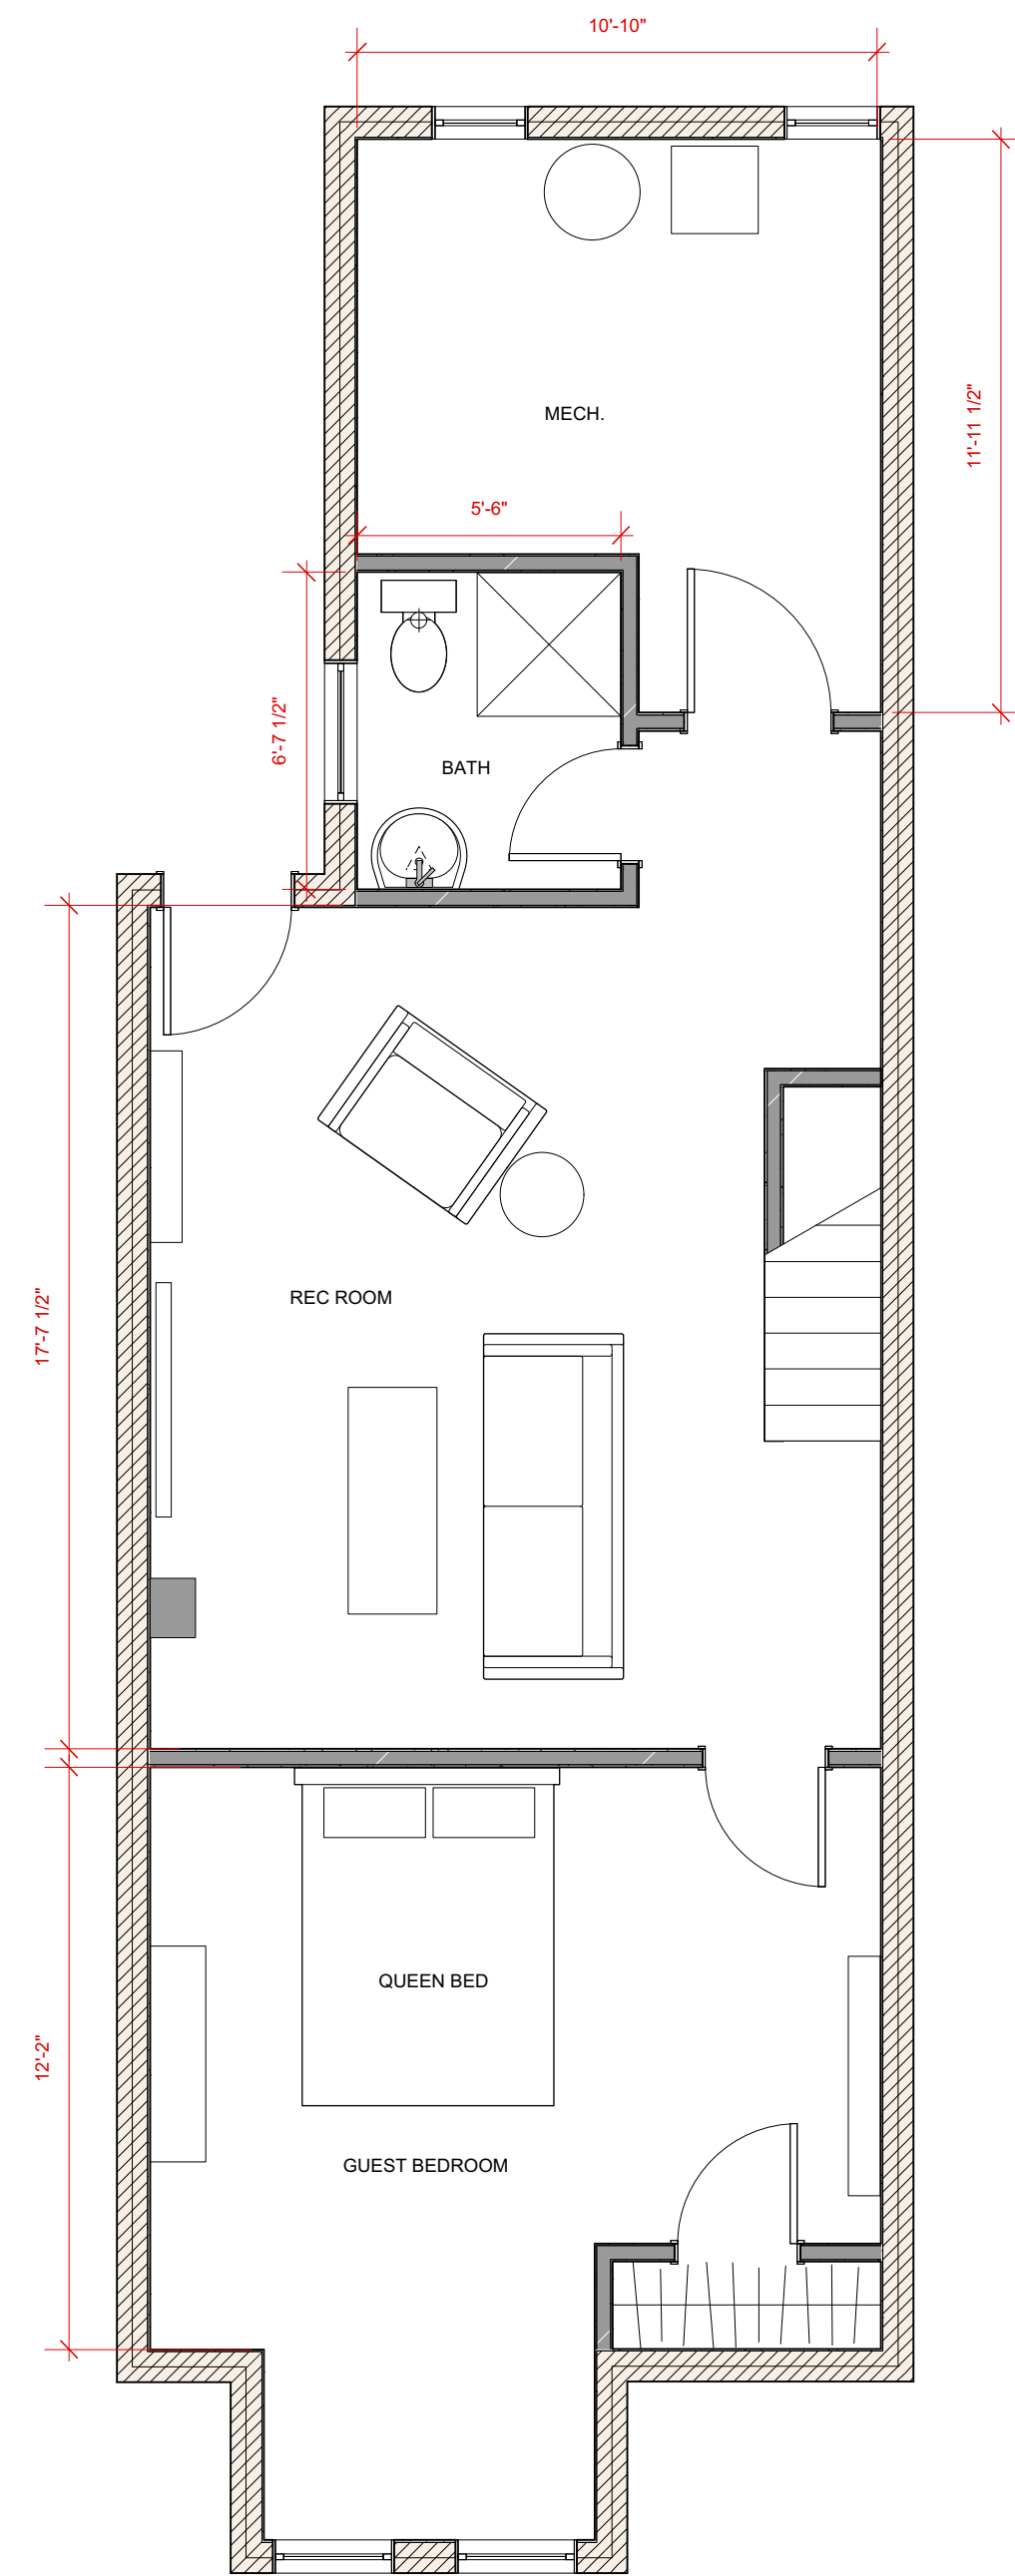 10'-10"
11'-11 1/2"
MECH.
5'-6"
6'-7 1/2"
BATH
17'-7 1/2"
REC ROOM
QUEEN BED
12'-2"
GUEST BEDROOM